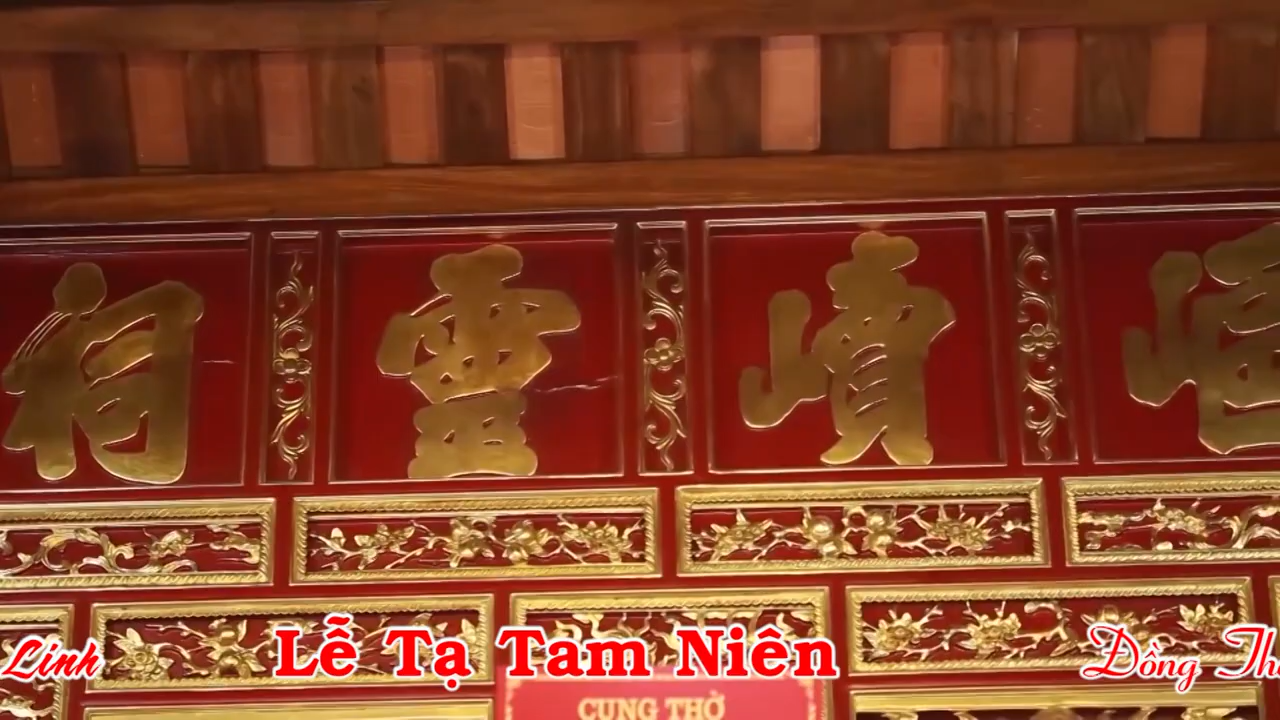 靈祠
Linh Lễ Tạ Tam Niên Đồng
CUNG THỜ